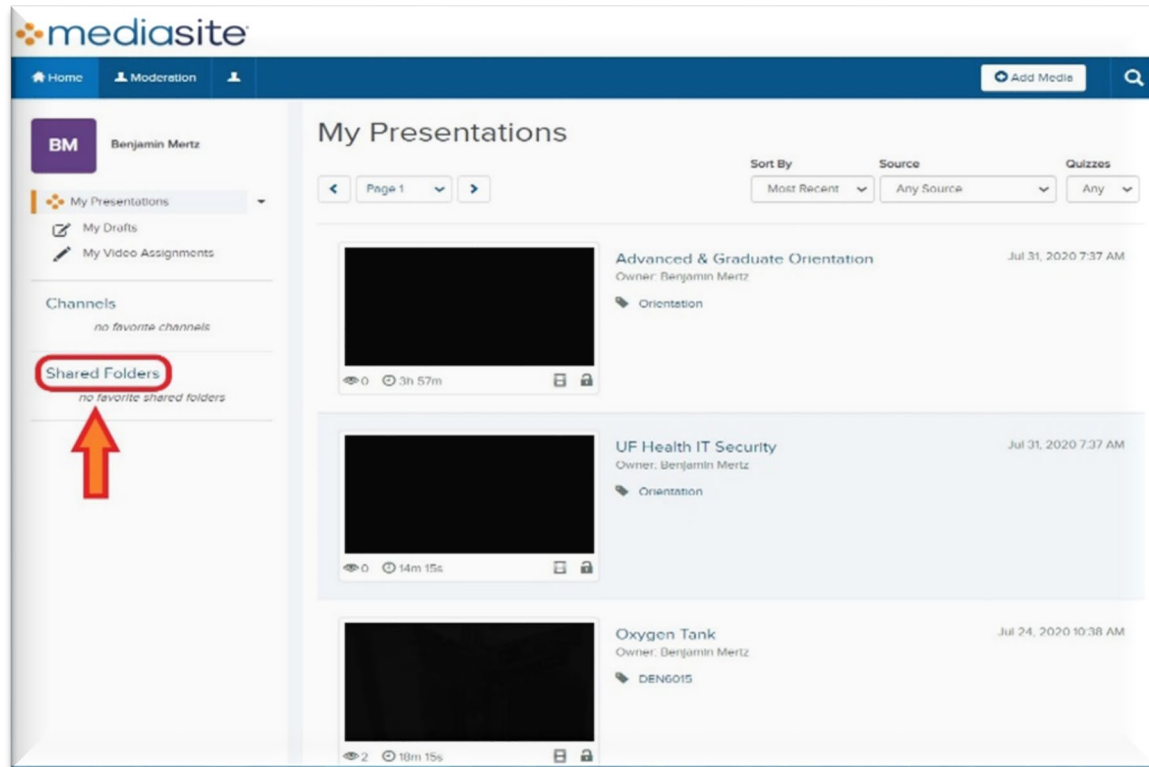 mediasite
Home Moderation Add Media
BM Benjamin Mertz
My Presentations
My Drafts
My Video Assignments
Channels
no favorite channels
Shared Folders
no favorite shared folders
My Presentations
Sort By Source Quizzes
Page 1 Most Recent Any Source Any
Advanced & Graduate Orientation Jul 31, 2020 7:37 AM
Owner: Benjamin Mertz
Orientation
0 3h 57m
UF Health IT Security Jul 31, 2020 7:37 AM
Owner: Benjamin Mertz
Orientation
0 14m 15s
Oxygen Tank Jul 24, 2020 10:38 AM
Owner: Benjamin Mertz
DEN6015
2 18m 15s